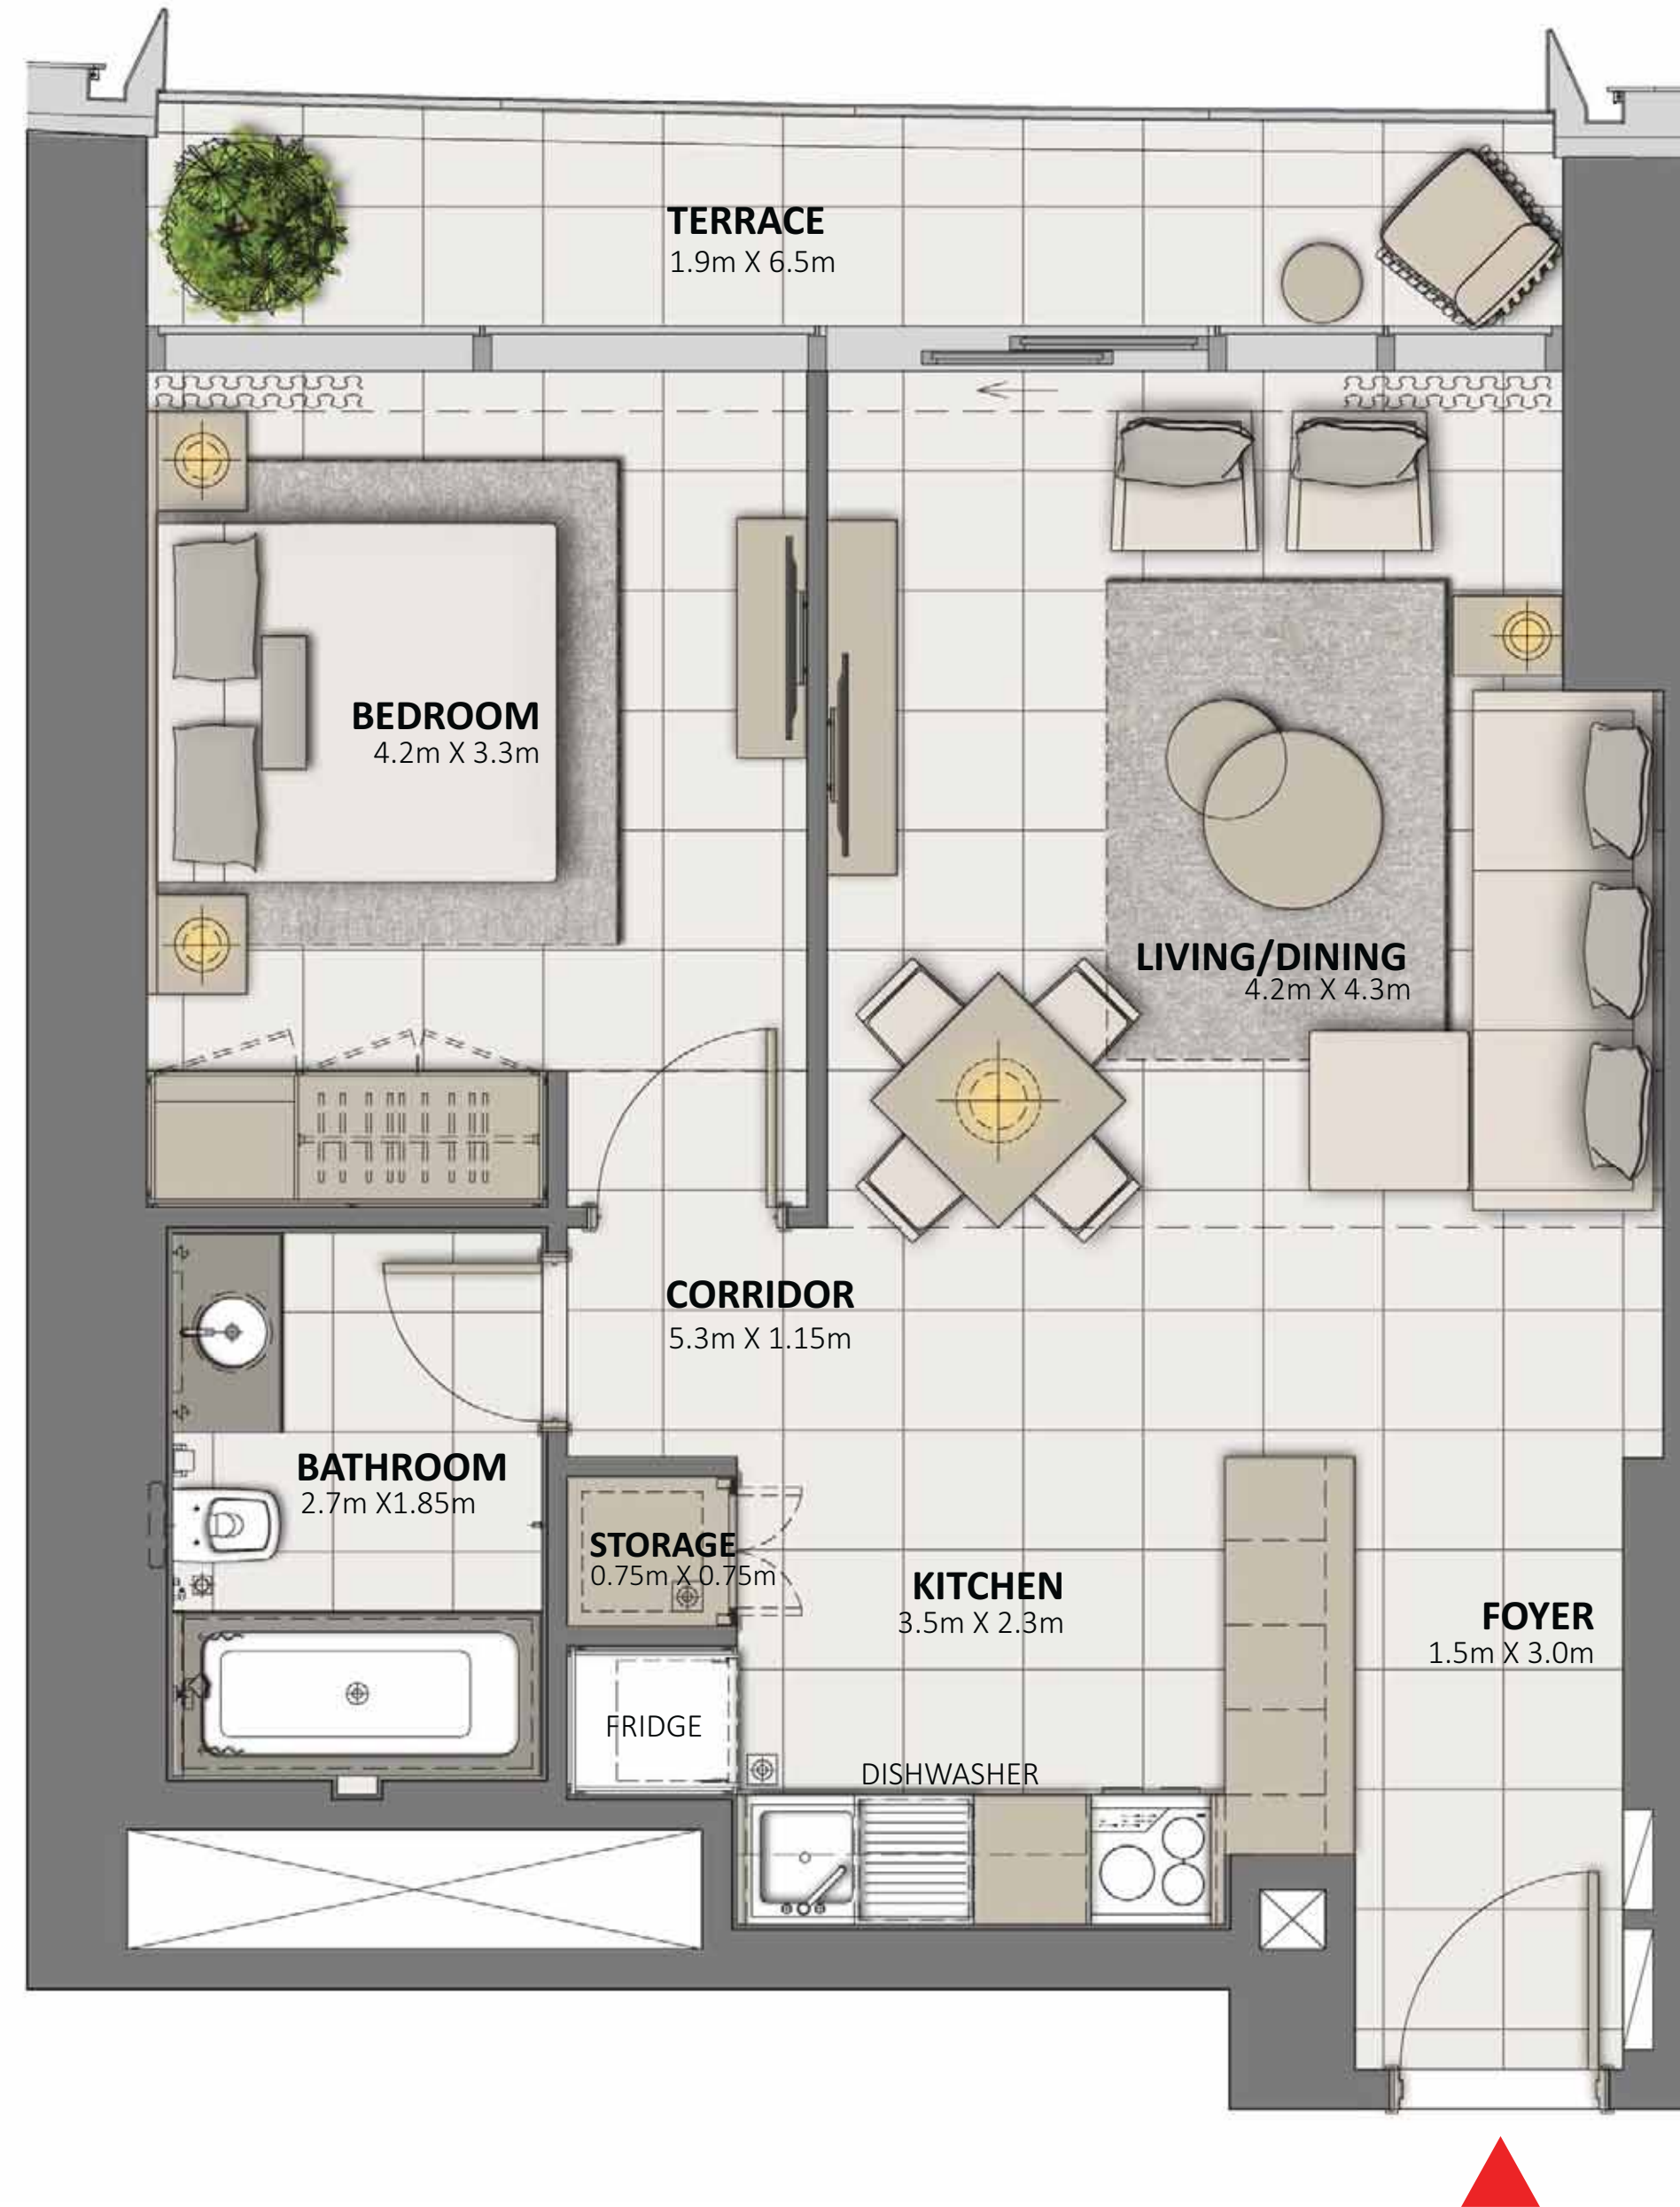 TERRACE
1.9m X 6.5m
BEDROOM
4.2m X 3.3m
LIVING/DINING
4.2m X 4.3m
CORRIDOR
5.3m X 1.15m
BATHROOM
2.7m X1.85m
STORAGE
0.75m X 0.75m
KITCHEN
3.5m X 2.3m
FOYER
1.5m X 3.0m
FRIDGE
DISHWASHER